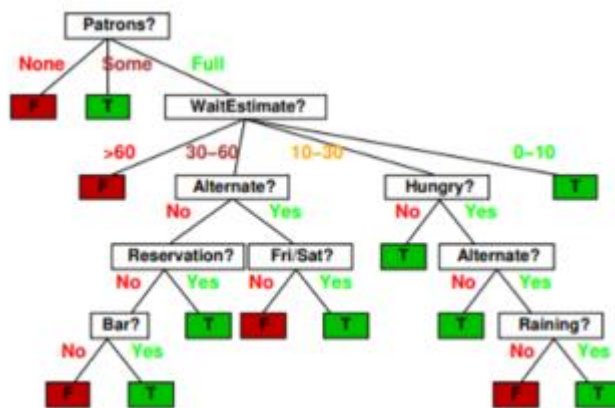 Patrons?
None Some Full
F T WaitEstimate?
>60 30–60 10–30 0–10
F Alternate? Hungry? T
No Yes No Yes
Reservation? Fri/Sat? T Alternate?
No Yes No Yes No Yes
Bar? T F T T Raining?
No Yes No Yes
F T F T